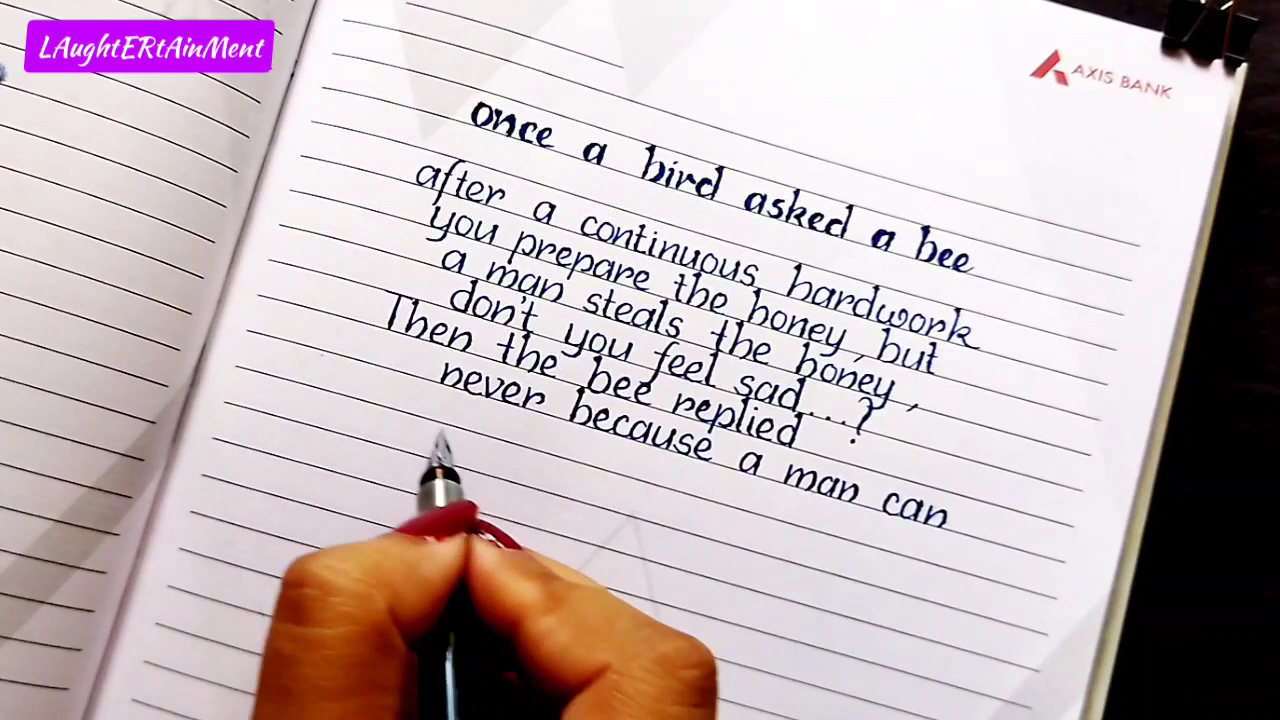 LAughtERtAinMent
AXIS BANK
once a bird asked a bee
after a continuous hardwork
you prepare the honey, but
a man steals the honey,
don't you feel sad....?
Then the bee replied
never because a man can